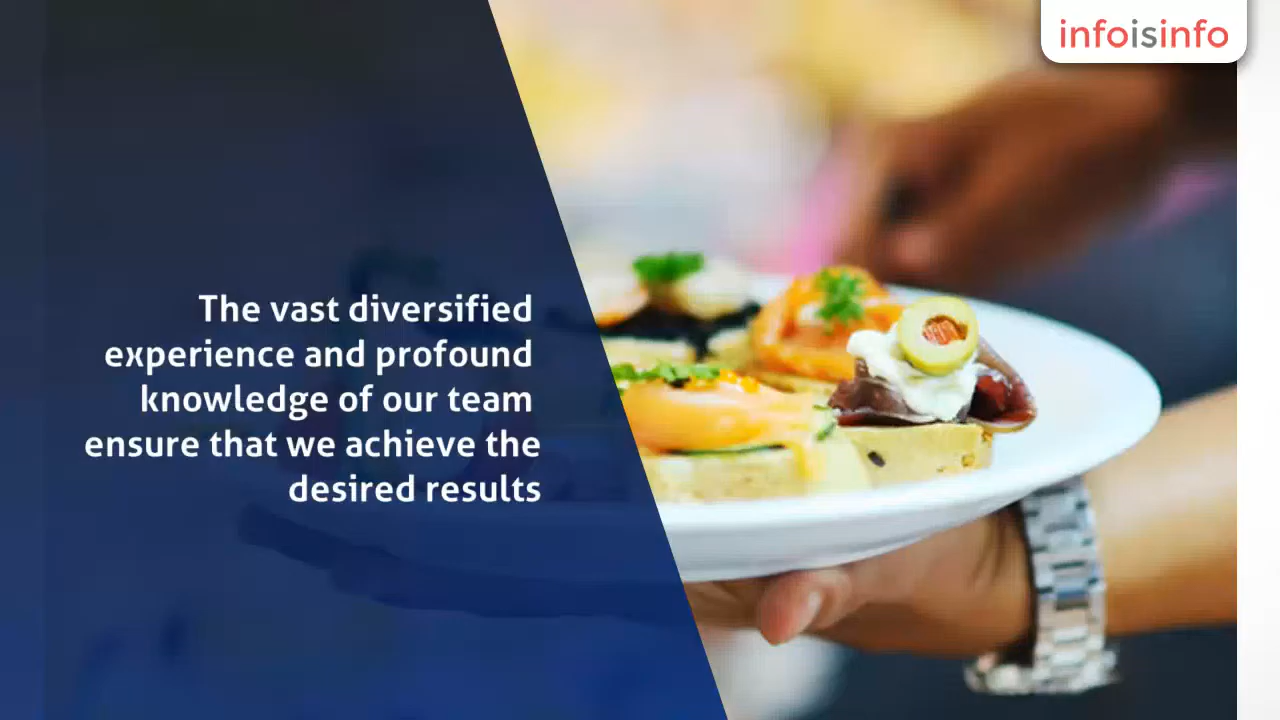 infoisinfo
The vast diversified
experience and profound
knowledge of our team
ensure that we achieve the
desired results